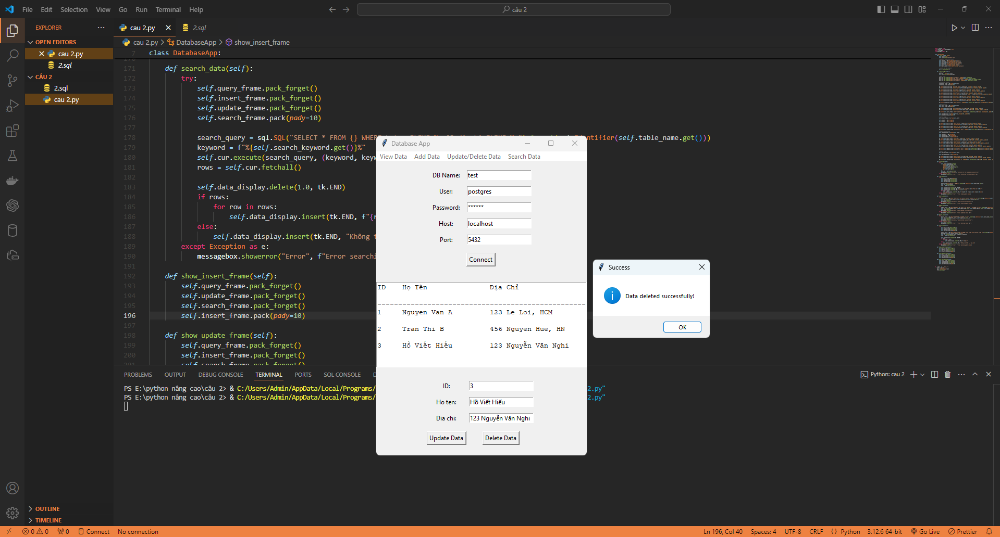 File Edit Selection View Go Run Terminal Help
câu 2
EXPLORER
OPEN EDITORS
cau 2.py
2.sql
CÂU 2
2.sql
cau 2.py
OUTLINE
TIMELINE
cau 2.py 2.sql
cau 2.py > DatabaseApp > show_insert_frame
7 class DatabaseApp:
170
171 def search_data(self):
172 try:
173 self.query_frame.pack_forget()
174 self.insert_frame.pack_forget()
175 self.update_frame.pack_forget()
176 self.search_frame.pack(pady=10)
177
178 search_query = sql.SQL("SELECT * FROM {} WHERE
(self.table_name.get()))
179 keyword = f"%{self.search_keyword.get()}%"
180 self.cur.execute(search_query, (keyword, keyw
181 rows = self.cur.fetchall()
182
183 self.data_display.delete(1.0, tk.END)
184 if rows:
185 for row in rows:
186 self.data_display.insert(tk.END, f"{r
187 else:
188 self.data_display.insert(tk.END, "Không t
189 except Exception as e:
190 messagebox.showerror("Error", f"Error searchi
191
192 def show_insert_frame(self):
193 self.query_frame.pack_forget()
194 self.update_frame.pack_forget()
195 self.search_frame.pack_forget()
196 self.insert_frame.pack(pady=10)
197
198 def show_update_frame(self):
199 self.query_frame.pack_forget()
200 self.insert_frame.pack_forget()
201 self.search_frame.pack_forget()
Database App
View Data Add Data Update/Delete Data Search Data
DB Name: test
User: postgres
Password: ******
Host: localhost
Port: 5432
Connect
ID Họ Tên Địa Chỉ
--------------------------------------------------
1 Nguyen Van A 123 Le Loi, HCM
2 Tran Thi B 456 Nguyen Hue, HN
3 Hồ Viết Hiếu 123 Nguyễn Văn Nghi
ID: 3
Ho ten: Hồ Viết Hiếu
Dia chi: 123 Nguyễn Văn Nghi
Update Data Delete Data
Success
Data deleted successfully!
OK
PROBLEMS OUTPUT DEBUG CONSOLE TERMINAL PORTS SQL CONSOLE D
Python: cau 2
PS E:\python nâng cao\câu 2> & C:/Users/Admin/AppData/Local/Programs/ 2.py"
PS E:\python nâng cao\câu 2> & C:/Users/Admin/AppData/Local/Programs/ 2.py"
0 0 0 Connect No connection
Ln 196, Col 40 Spaces: 4 UTF-8 CRLF { } Python 3.12.6 64-bit Go Live Prettier